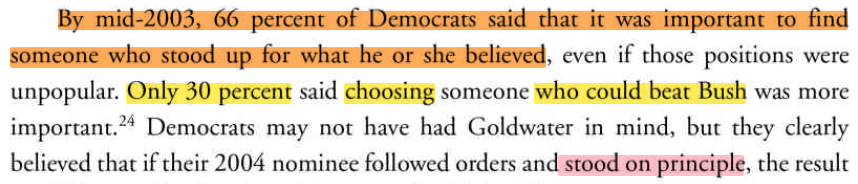 By mid-2003, 66 percent of Democrats said that it was important to find
someone who stood up for what he or she believed, even if those positions were
unpopular. Only 30 percent said choosing someone who could beat Bush was more
important.24 Democrats may not have had Goldwater in mind, but they clearly
believed that if their 2004 nominee followed orders and stood on principle, the result